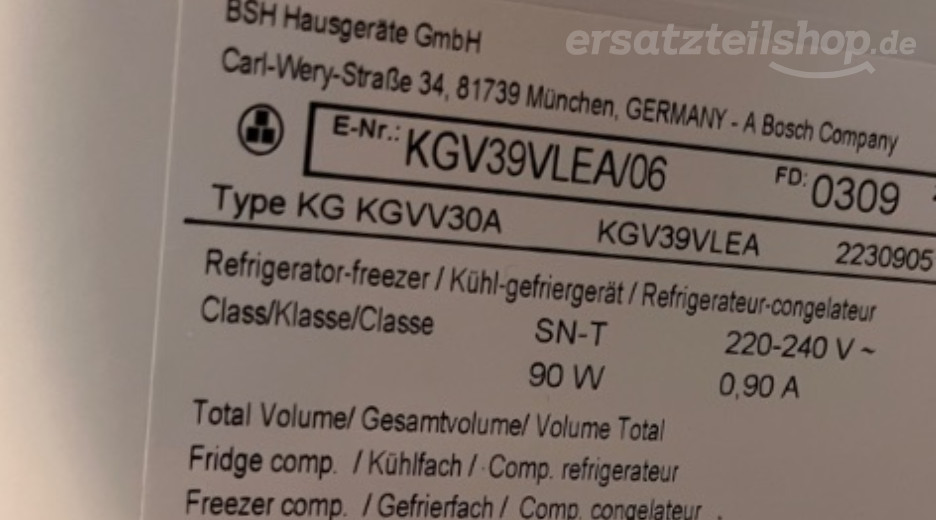 ersatzteilshop.de
BSH Hausgeräte GmbH
Carl-Wery-Straße 34, 81739 München, GERMANY - A Bosch Company
E-Nr.: KGV39VLEA/06 FD: 0309
Type KG KGVV30A KGV39VLEA 2230905
Refrigerator-freezer / Kühl-gefriergerät / Refrigerateur-congelateur
Class/Klasse/Classe SN-T 220-240 V ~
90 W 0,90 A
Total Volume/ Gesamtvolume/ Volume Total
Fridge comp. / Kühlfach / Comp. refrigerateur
Freezer comp. / Gefrierfach / Comp. congelateur